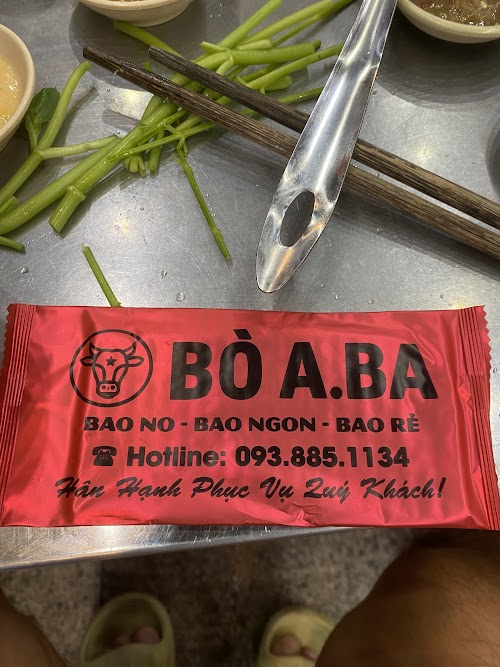 BÒ A.BA
BAO NO - BAO NGON - BAO RẺ
☎ Hotline: 093.885.1134
Hân Hạnh Phục Vụ Quý Khách!